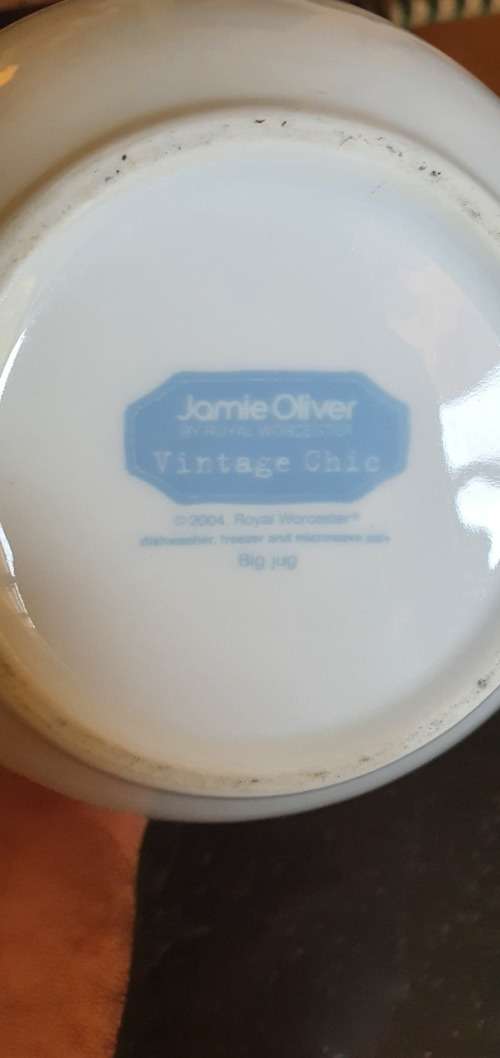 Jamie Oliver
BY ROYAL WORCESTER
Vintage Chic
©2004. Royal Worcester®
dishwasher, freezer and microwave safe
Big jug